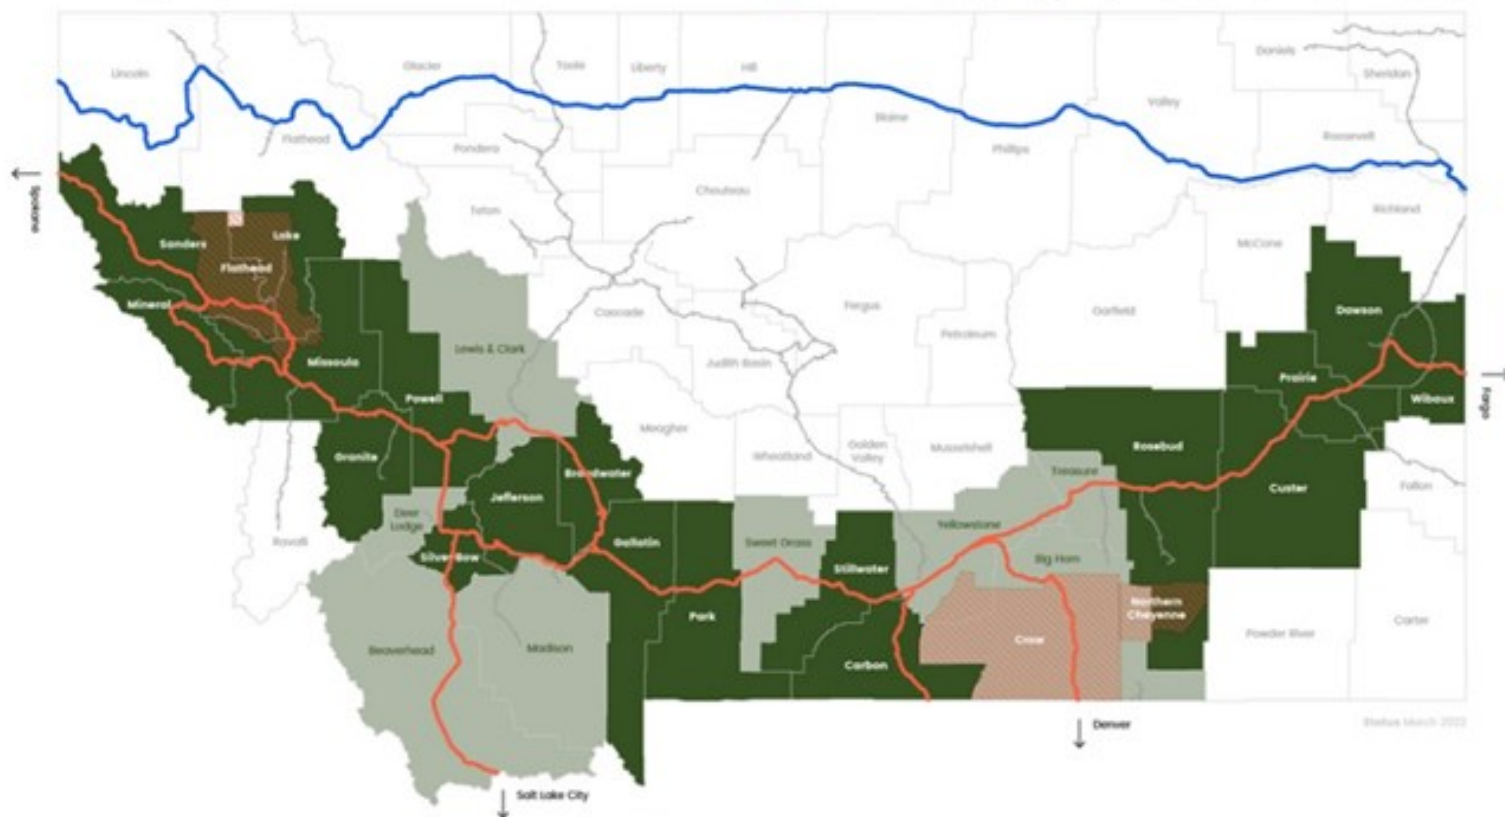 Lincoln
Glacier
Toole
Liberty
Hill
Daniels
Sheridan
Valley
Blaine
Roosevelt
Flathead
Pondera
Phillips
Chouteau
Spokane
Teton
Richland
McCone
Sanders
Lake
Flathead
Mineral
Cascade
Fergus
Garfield
Dawson
Petroleum
Lewis & Clark
Judith Basin
Missoula
Prairie
Fargo
Powell
Wibaux
Meagher
Wheatland
Golden
Valley
Musselshell
Rosebud
Granite
Broadwater
Treasure
Jefferson
Custer
Fallon
Deer
Lodge
Yellowstone
Ravalli
Gallatin
Sweet Grass
Silver Bow
Stillwater
Big Horn
Northern
Cheyenne
Park
Powder River
Carter
Crow
Beaverhead
Madison
Carbon
Denver
Status March 2022
Salt Lake City